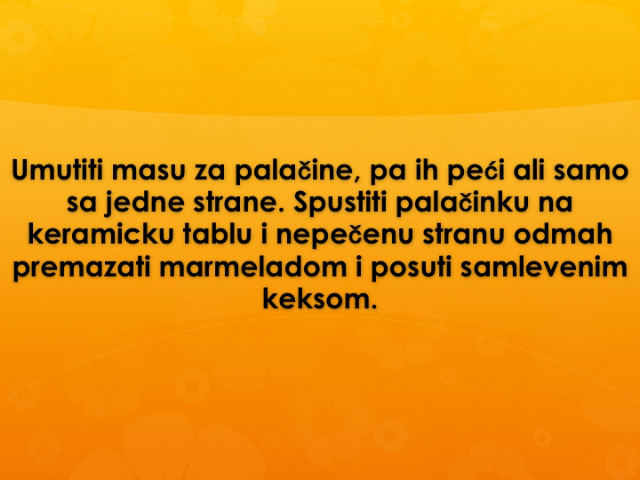 Umutiti masu za palačine, pa ih peći ali samo
sa jedne strane. Spustiti palačinku na
keramicku tablu i nepečenu stranu odmah
premazati marmeladom i posuti samlevenim
keksom.